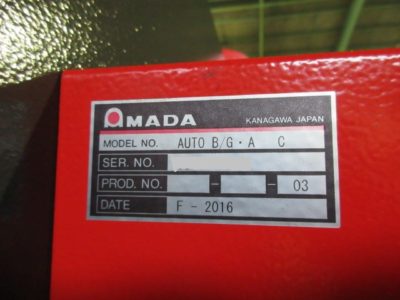 AMADA
KANAGAWA JAPAN
MODEL NO. AUTO B/G・A C
SER. NO.
PROD. NO. - - 03
DATE F - 2016